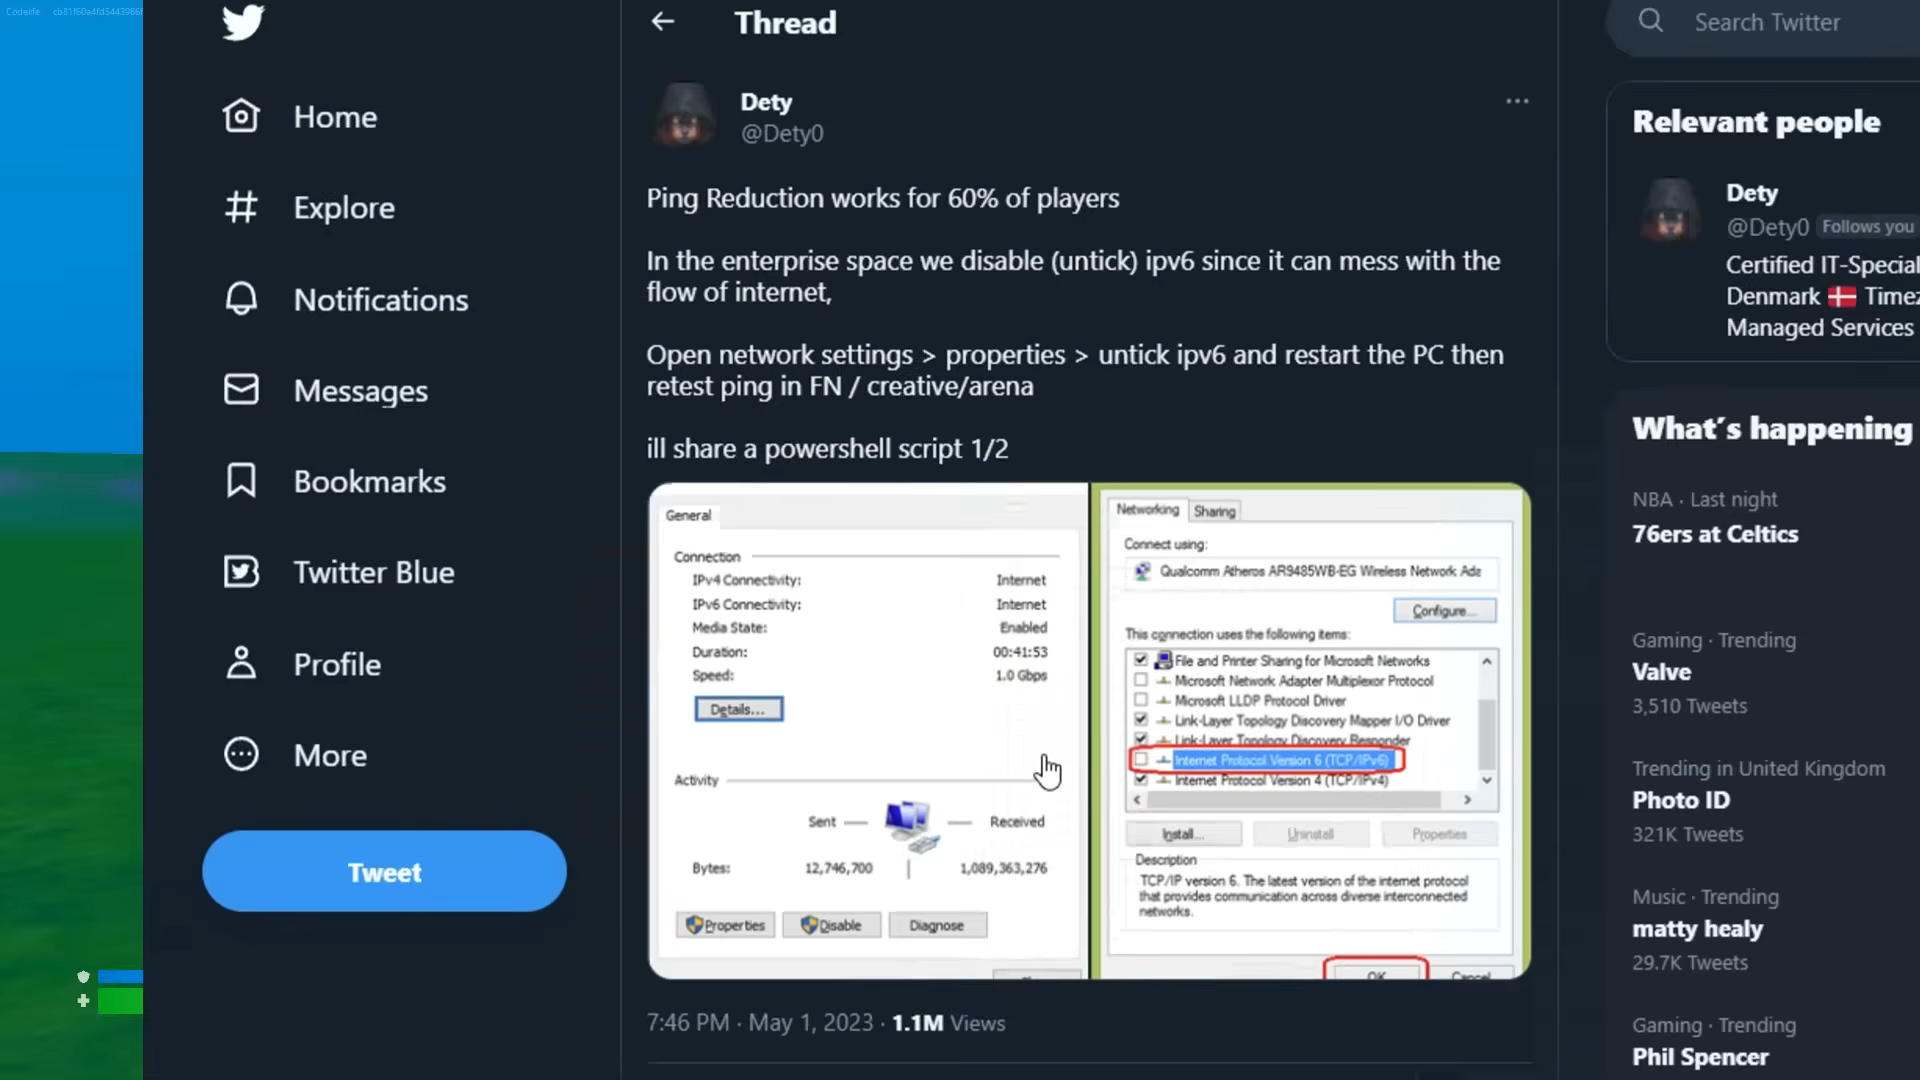 Thread
Search Twitter
Home
Explore
Notifications
Messages
Bookmarks
Twitter Blue
Profile
More
Tweet
Dety
@Dety0
Ping Reduction works for 60% of players
In the enterprise space we disable (untick) ipv6 since it can mess with the
flow of internet,
Open network settings > properties > untick ipv6 and restart the PC then
retest ping in FN / creative/arena
ill share a powershell script 1/2
General
Connection
IPv4 Connectivity: Internet
IPv6 Connectivity: Internet
Media State: Enabled
Duration: 00:41:53
Speed: 1.0 Gbps
Details...
Activity
Sent Received
Bytes: 12,746,700 1,089,363,276
Properties Disable Diagnose
Networking Sharing
Connect using:
Qualcomm Atheros AR9485WB-EG Wireless Network Ada
Configure...
This connection uses the following items:
File and Printer Sharing for Microsoft Networks
Microsoft Network Adapter Multiplexor Protocol
Microsoft LLDP Protocol Driver
Link-Layer Topology Discovery Mapper I/O Driver
Link-Layer Topology Discovery Responder
Internet Protocol Version 6 (TCP/IPv6)
Internet Protocol Version 4 (TCP/IPv4)
Install... Uninstall Properties
Description
TCP/IP version 6. The latest version of the internet protocol
that provides communication across diverse interconnected
networks.
OK Cancel
7:46 PM · May 1, 2023 · 1.1M Views
Relevant people
Dety
@Dety0 Follows you
Certified IT-Special
Denmark 🇩🇰 Timez
Managed Services
What's happening
NBA · Last night
76ers at Celtics
Gaming · Trending
Valve
3,510 Tweets
Trending in United Kingdom
Photo ID
321K Tweets
Music · Trending
matty healy
29.7K Tweets
Gaming · Trending
Phil Spencer